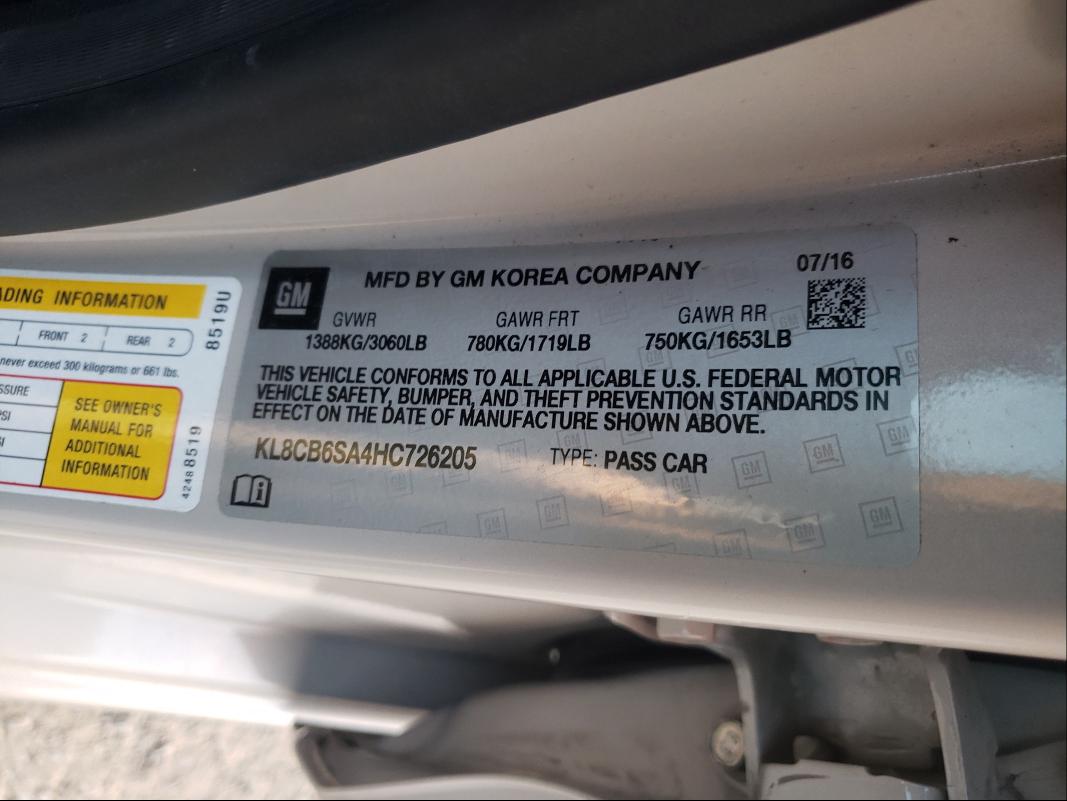 ADING INFORMATION
FRONT 2 REAR 2
never exceed 300 kilograms or 661 lbs.
SEE OWNER'S
MANUAL FOR
ADDITIONAL
INFORMATION
8519U
42488519
GM
MFD BY GM KOREA COMPANY
07/16
GVWR GAWR FRT GAWR RR
1388KG/3060LB 780KG/1719LB 750KG/1653LB
THIS VEHICLE CONFORMS TO ALL APPLICABLE U.S. FEDERAL MOTOR
VEHICLE SAFETY, BUMPER, AND THEFT PREVENTION STANDARDS IN
EFFECT ON THE DATE OF MANUFACTURE SHOWN ABOVE.
KL8CB6SA4HC726205 TYPE: PASS CAR